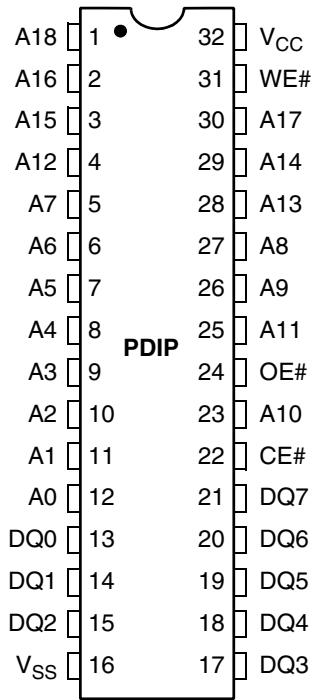 A18 1 32 VCC
A16 2 31 WE#
A15 3 30 A17
A12 4 29 A14
A7 5 28 A13
A6 6 27 A8
A5 7 26 A9
A4 8 25 A11
PDIP
A3 9 24 OE#
A2 10 23 A10
A1 11 22 CE#
A0 12 21 DQ7
DQ0 13 20 DQ6
DQ1 14 19 DQ5
DQ2 15 18 DQ4
VSS 16 17 DQ3